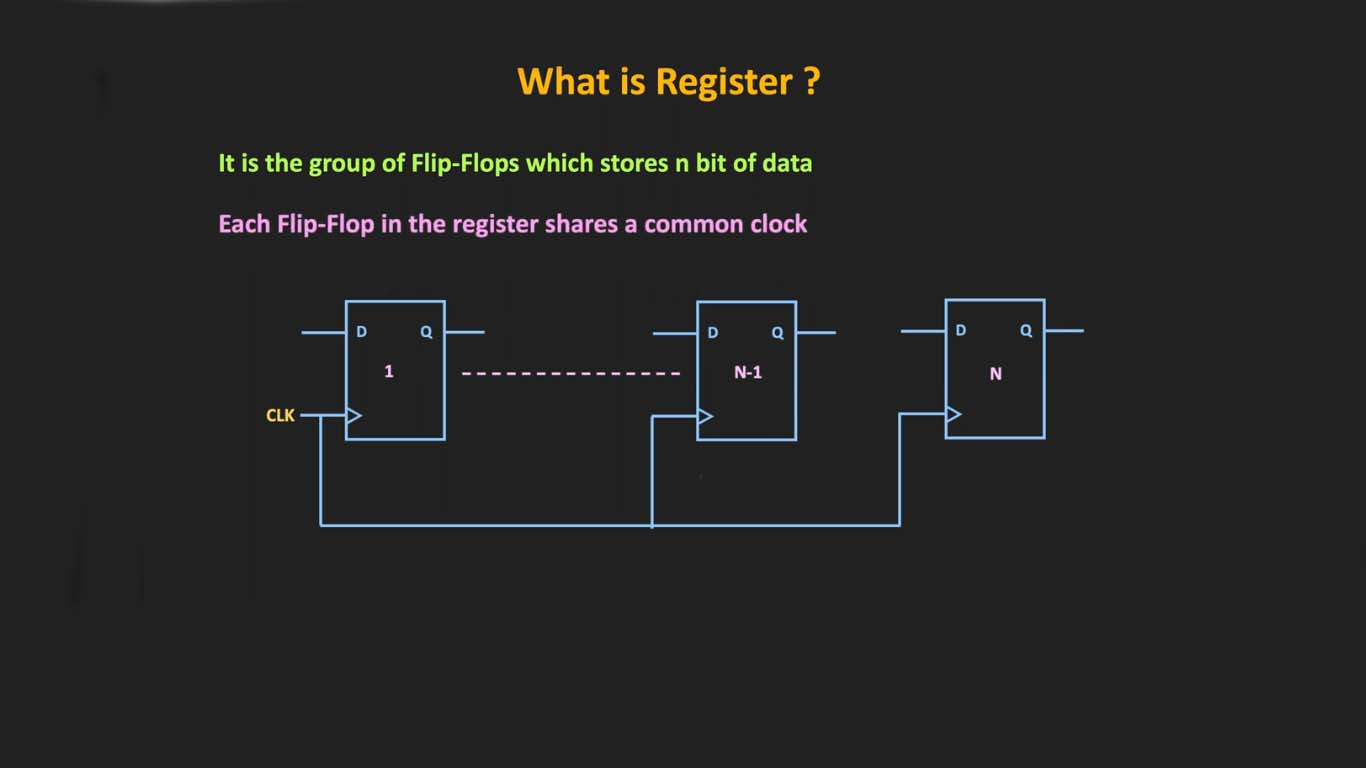 What is Register ?
It is the group of Flip-Flops which stores n bit of data
Each Flip-Flop in the register shares a common clock
D Q D Q D Q
1 N-1 N
CLK